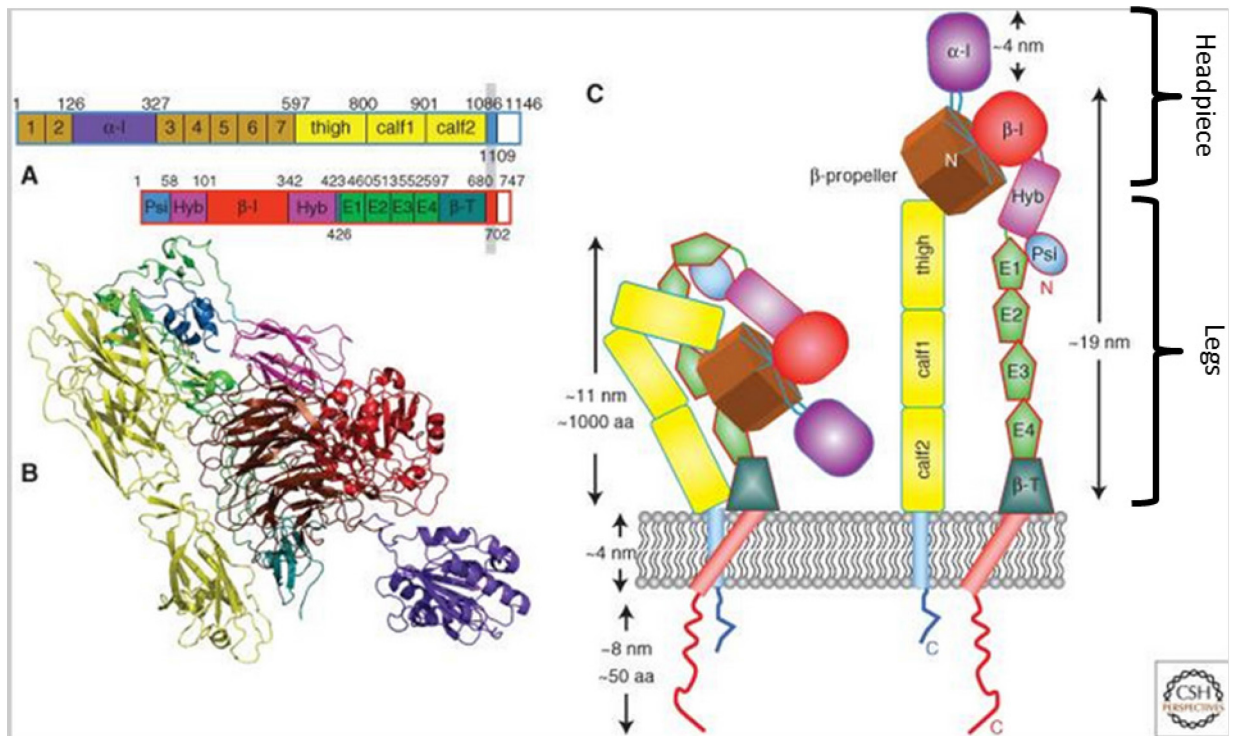 1 126 327 597 800 901 1086 1146
1 2 α-I 3 4 5 6 7 thigh calf1 calf2
1109
A
1 58 101 342 423 460 513 552 597 680 747
Psi Hyb β-I Hyb E1 E2 E3 E4 β-T
426 702
B
C
α-I
~4 nm
β-I
N
β-propeller
Hyb
Psi
N
thigh
E1
E2
calf1
E3
E4
calf2
β-T
~19 nm
~11 nm
~1000 aa
~4 nm
~8 nm
~50 aa
C
C
Headpiece
Legs
CSH
PERSPECTIVES